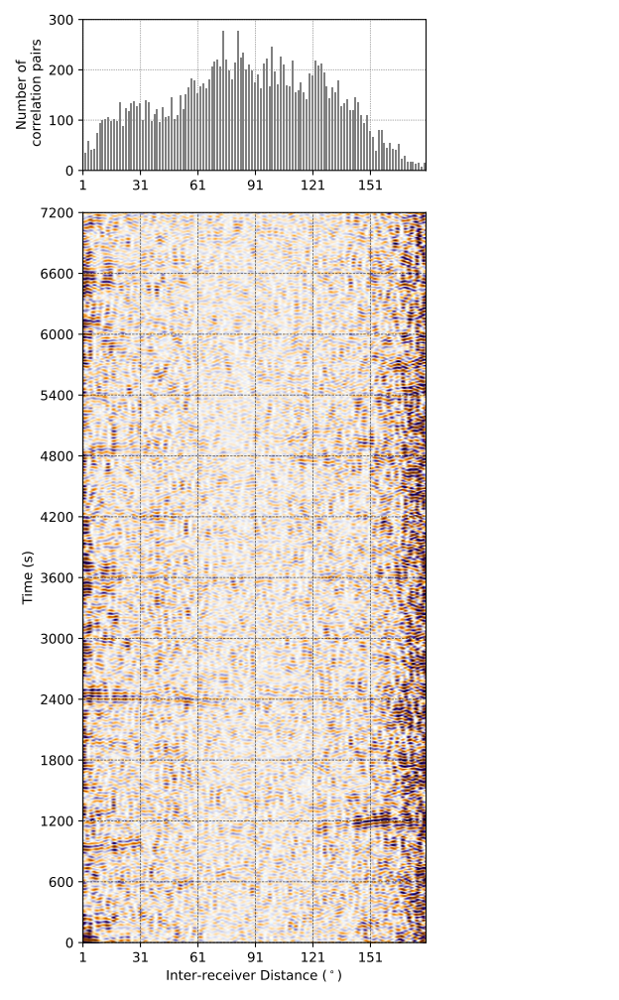 Number of
correlation pairs
300
200
100
0
1 31 61 91 121 151
Time (s)
7200
6600
6000
5400
4800
4200
3600
3000
2400
1800
1200
600
0
1 31 61 91 121 151
Inter-receiver Distance (°)